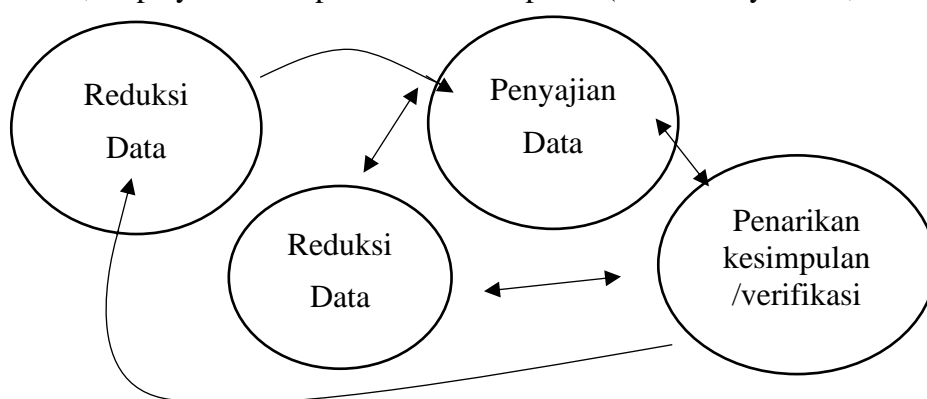 Reduksi
Data
Penyajian
Data
Reduksi
Data
Penarikan
kesimpulan
/verifikasi